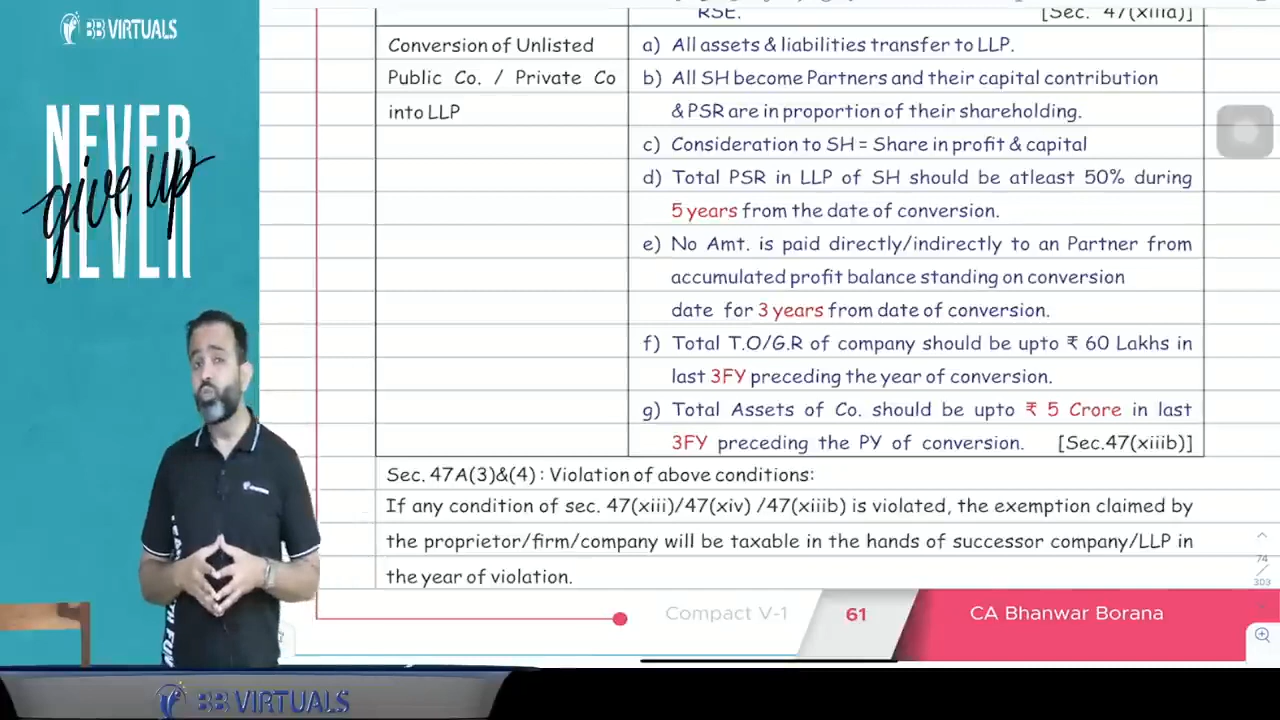 BB VIRTUALS
NEVER
give up
NEVER
RSE. [Sec. 47(xiiia)]
Conversion of Unlisted
Public Co. / Private Co
into LLP
a) All assets & liabilities transfer to LLP.
b) All SH become Partners and their capital contribution
& PSR are in proportion of their shareholding.
c) Consideration to SH = Share in profit & capital
d) Total PSR in LLP of SH should be atleast 50% during
5 years from the date of conversion.
e) No Amt. is paid directly/indirectly to an Partner from
accumulated profit balance standing on conversion
date for 3 years from date of conversion.
f) Total T.O/G.R of company should be upto ₹ 60 Lakhs in
last 3FY preceding the year of conversion.
g) Total Assets of Co. should be upto ₹ 5 Crore in last
3FY preceding the PY of conversion. [Sec.47(xiiib)]
Sec. 47A(3)&(4) : Violation of above conditions:
If any condition of sec. 47(xiii)/47(xiv) /47(xiiib) is violated, the exemption claimed by
the proprietor/firm/company will be taxable in the hands of successor company/LLP in
the year of violation.
74
/
303
Compact V-1
61
CA Bhanwar Borana
BB VIRTUALS